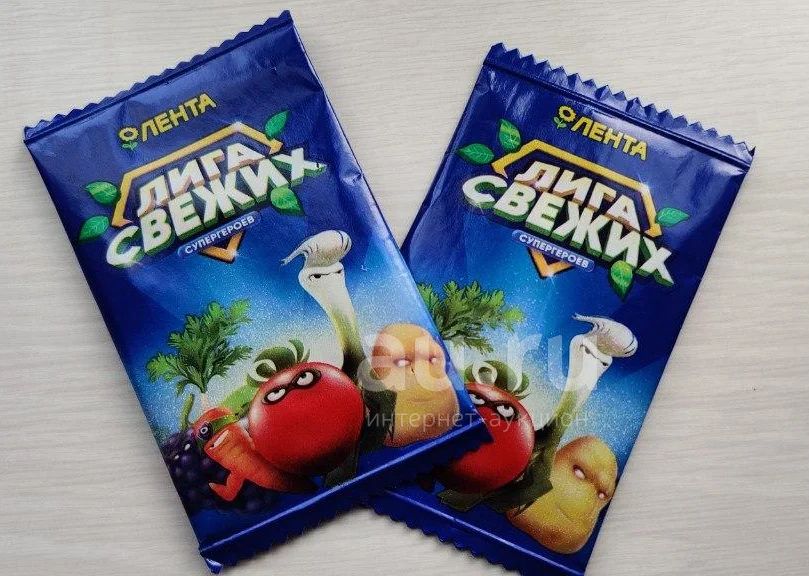 ЛЕНТА
ЛИГА
СВЕЖИХ
СУПЕРГЕРОЕВ
ЛЕНТА
ЛИГА
СВЕЖИХ
СУПЕРГЕРОЕВ
au.ru
интернет-аукцион